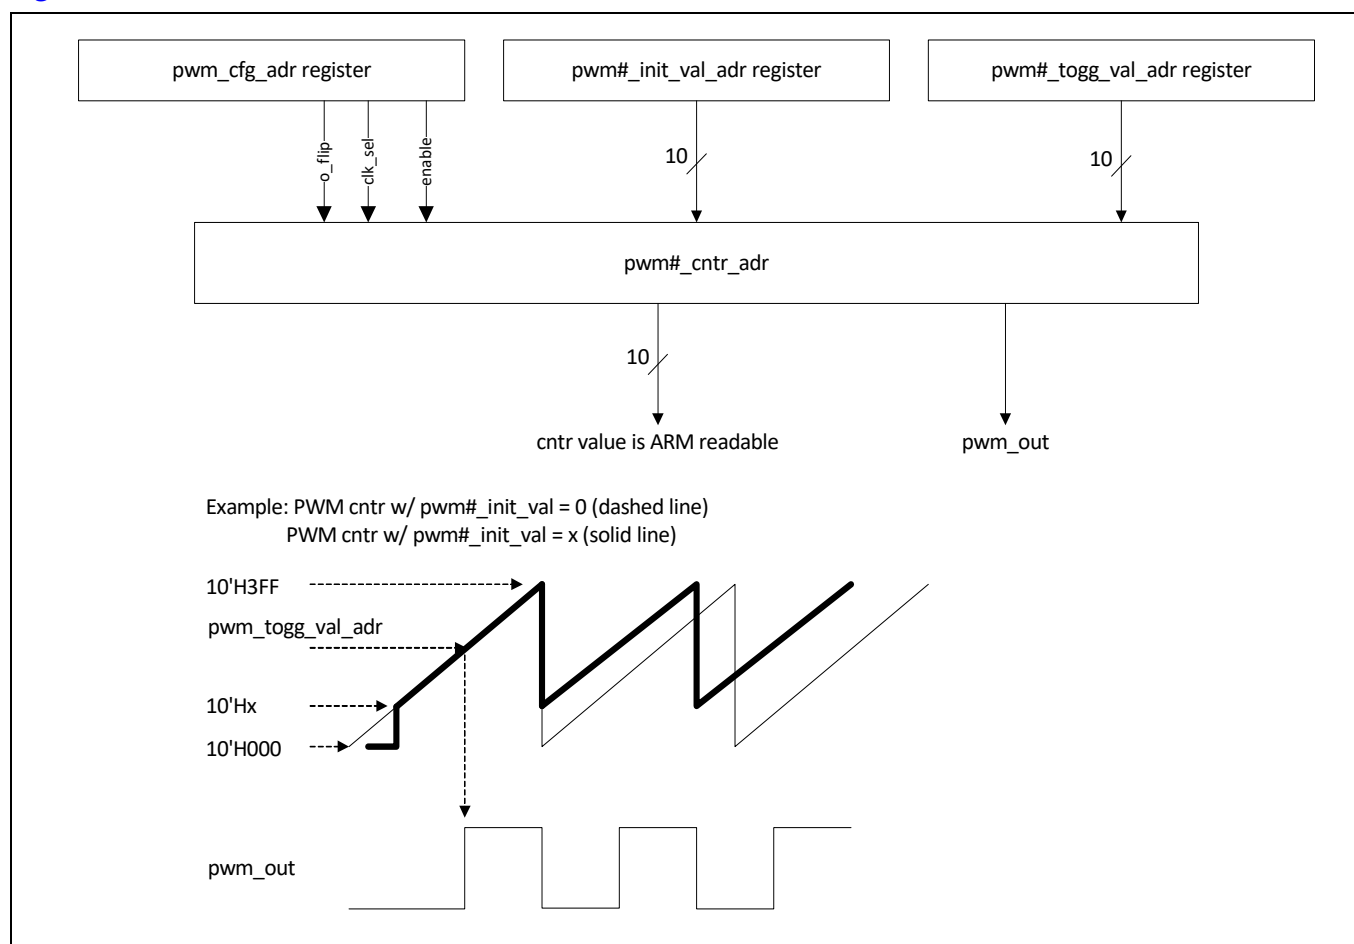 pwm_cfg_adr register
pwm#_init_val_adr register
pwm#_togg_val_adr register
o_flip
clk_sel
enable
10
10
pwm#_cntr_adr
10
cntr value is ARM readable
pwm_out
Example: PWM cntr w/ pwm#_init_val = 0 (dashed line)
PWM cntr w/ pwm#_init_val = x (solid line)
10'H3FF
pwm_togg_val_adr
10'Hx
10'H000
pwm_out